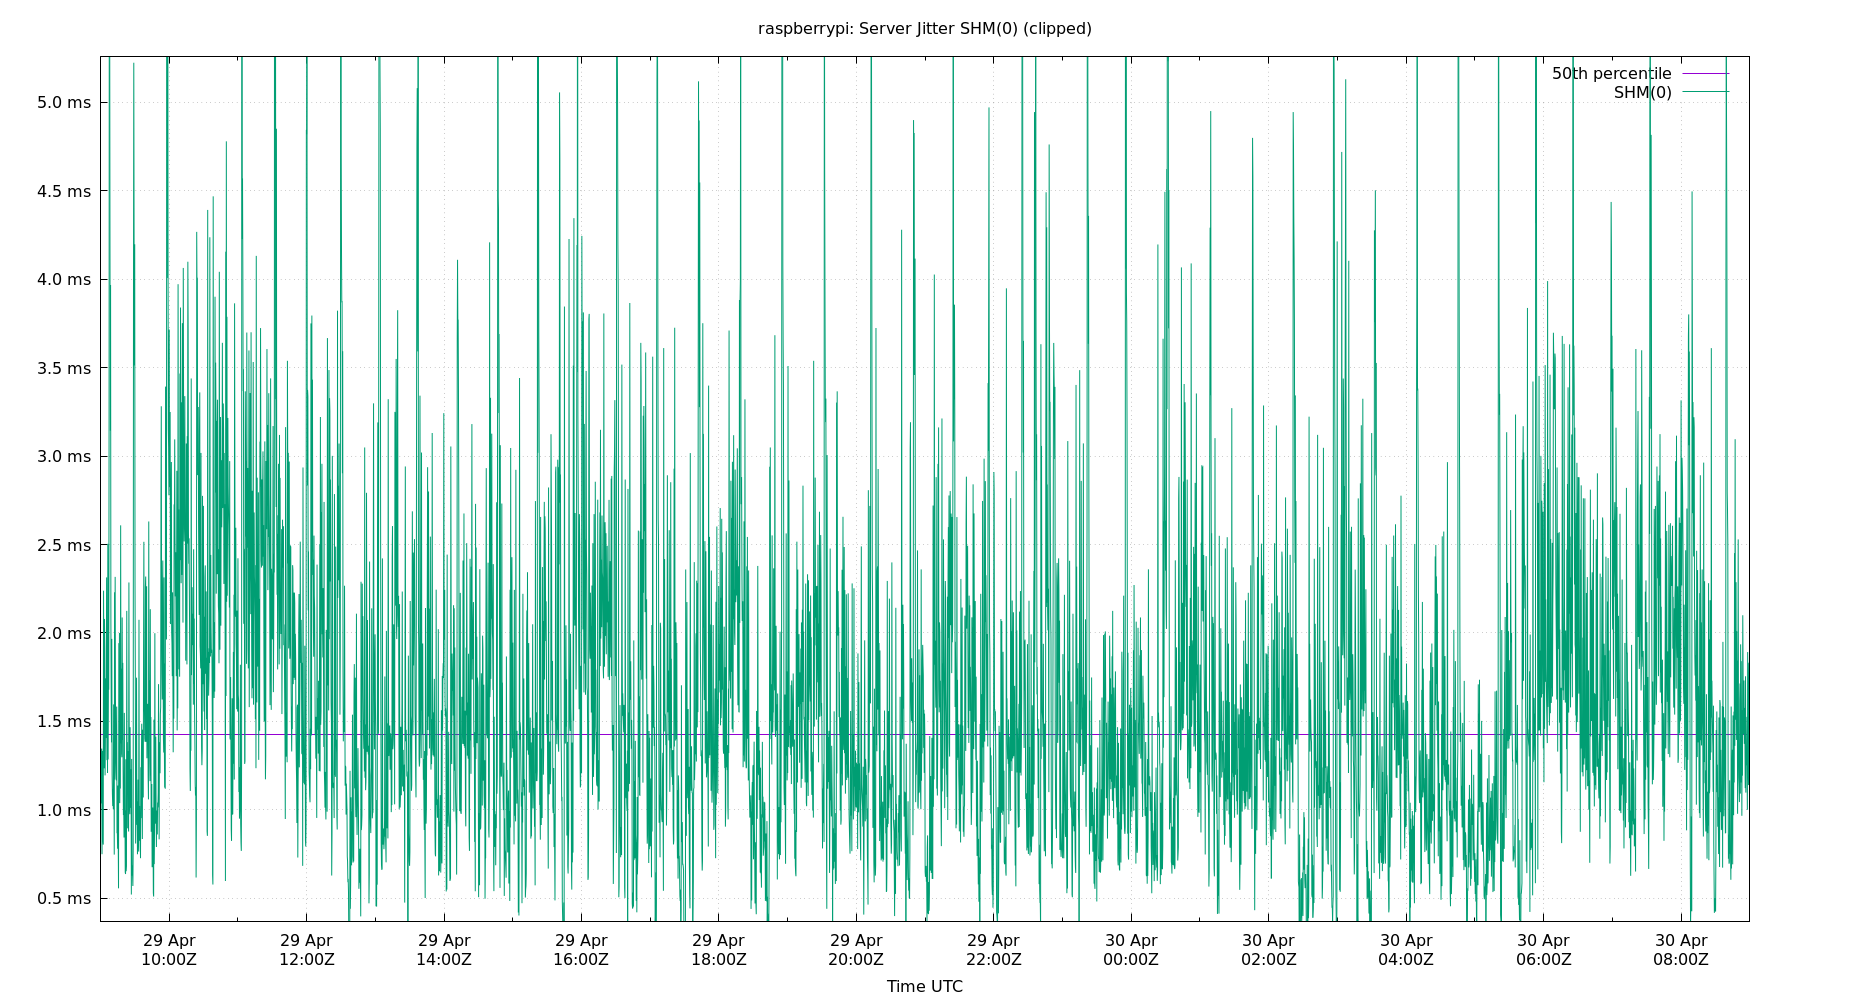 raspberrypi: Server Jitter SHM(0) (clipped)
50th percentile
SHM(0)
5.0 ms
4.5 ms
4.0 ms
3.5 ms
3.0 ms
2.5 ms
2.0 ms
1.5 ms
1.0 ms
0.5 ms
29 Apr 29 Apr 29 Apr 29 Apr 29 Apr 29 Apr 29 Apr 30 Apr 30 Apr 30 Apr 30 Apr 30 Apr
10:00Z 12:00Z 14:00Z 16:00Z 18:00Z 20:00Z 22:00Z 00:00Z 02:00Z 04:00Z 06:00Z 08:00Z
Time UTC